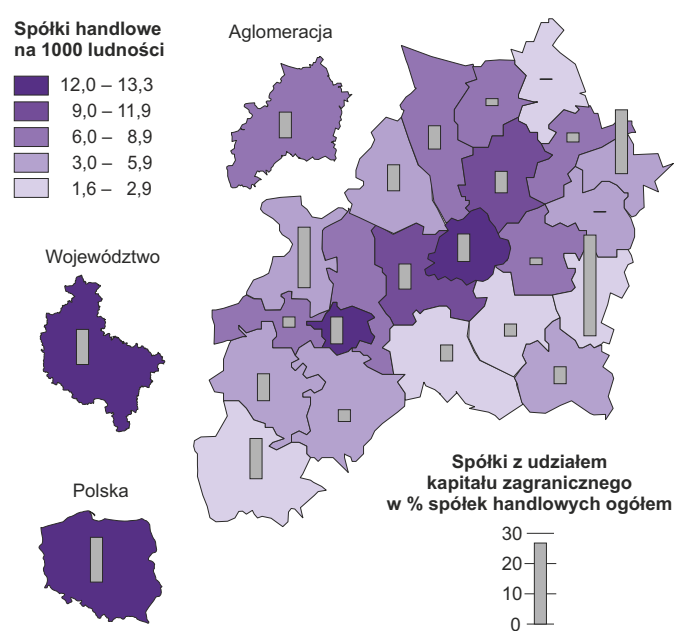 Spółki handlowe
na 1000 ludności
12,0 – 13,3
9,0 – 11,9
6,0 – 8,9
3,0 – 5,9
1,6 – 2,9
Aglomeracja
Województwo
Polska
Spółki z udziałem
kapitału zagranicznego
w % spółek handlowych ogółem
30
20
10
0